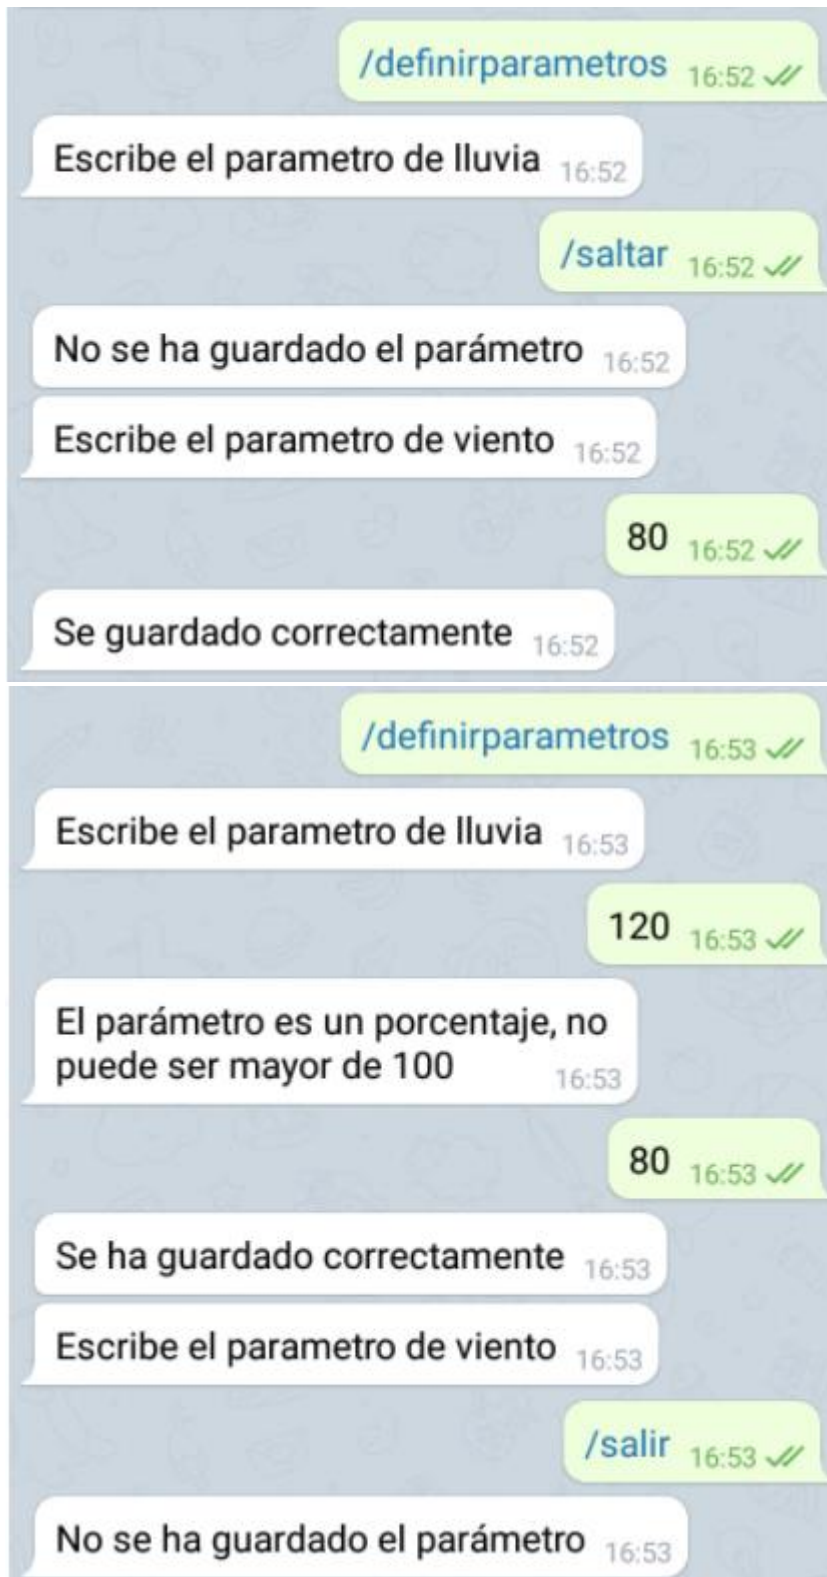 /definirparametros 16:52
Escribe el parametro de lluvia 16:52
/saltar 16:52
No se ha guardado el parámetro 16:52
Escribe el parametro de viento 16:52
80 16:52
Se guardado correctamente 16:52
/definirparametros 16:53
Escribe el parametro de lluvia 16:53
120 16:53
El parámetro es un porcentaje, no
puede ser mayor de 100 16:53
80 16:53
Se ha guardado correctamente 16:53
Escribe el parametro de viento 16:53
/salir 16:53
No se ha guardado el parámetro 16:53